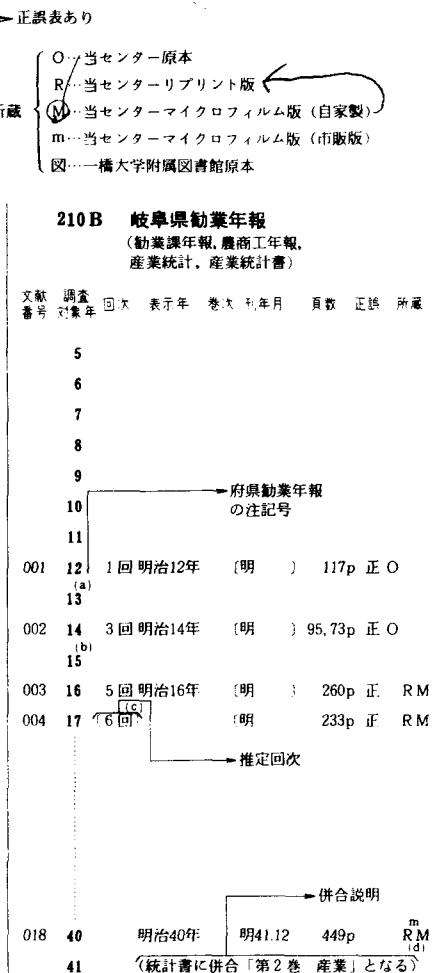 正誤表あり
O…当センター原本
R…当センターリプリント版
所蔵 M…当センターマイクロフィルム版（自家製）
m…当センターマイクロフィルム版（市販版）
図…一橋大学附属図書館原本
210B 岐阜県勧業年報
（勧業課年報，農商工年報，
産業統計，産業統計書）
文献番号 調査対象年 回次 表示年 巻次 刊年月 頁数 正誤 所蔵
5
6
7
8
9
府県勧業年報
10 の注記号
11
001 12 1回 明治12年 〔明 〕 117p 正 O
(a)
13
002 14 3回 明治14年 〔明 〕 95,73p 正 O
(b)
15
003 16 5回 明治16年 〔明 〕 260p 正 RM
(c)
004 17 〔6回〕 〔明 233p 正 RM
推定回次
併合説明
m
018 40 明治40年 明41.12 449p RM
(d)
41 （統計書に併合「第2巻 産業」となる）